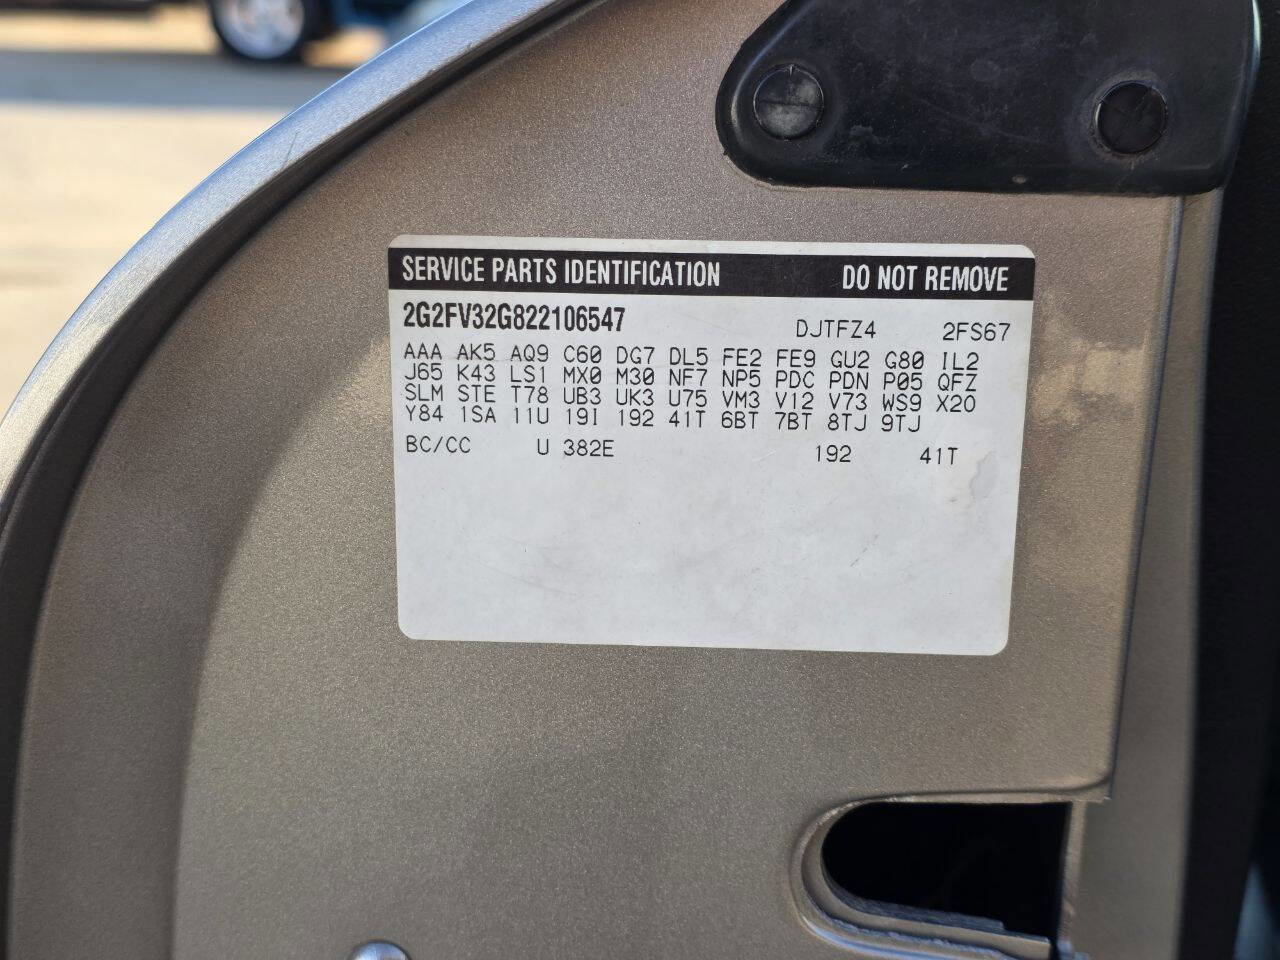 SERVICE PARTS IDENTIFICATION DO NOT REMOVE
2G2FV32G822106547 DJTFZ4 2FS67
AAA AK5 AQ9 C60 DG7 DL5 FE2 FE9 GU2 G80 IL2
J65 K43 LS1 MX0 M30 NF7 NP5 PDC PDN P05 QFZ
SLM STE T78 UB3 UK3 U75 VM3 V12 V73 WS9 X20
Y84 1SA 11U 19I 192 41T 6BT 7BT 8TJ 9TJ
BC/CC U 382E 192 41T